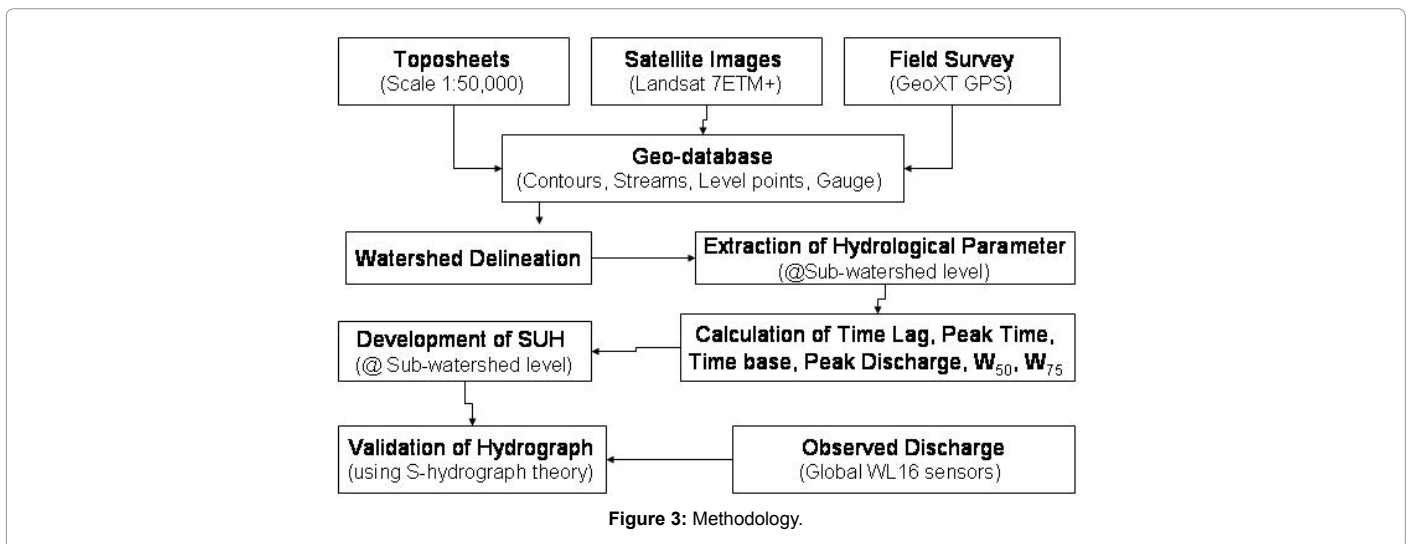 Toposheets
(Scale 1:50,000)
Satellite Images
(Landsat 7ETM+)
Field Survey
(GeoXT GPS)
Geo-database
(Contours, Streams, Level points, Gauge)
Watershed Delineation
Extraction of Hydrological Parameter
(@Sub-watershed level)
Development of SUH
(@ Sub-watershed level)
Calculation of Time Lag, Peak Time,
Time base, Peak Discharge, W50, W75
Validation of Hydrograph
(using S-hydrograph theory)
Observed Discharge
(Global WL16 sensors)
Figure 3: Methodology.